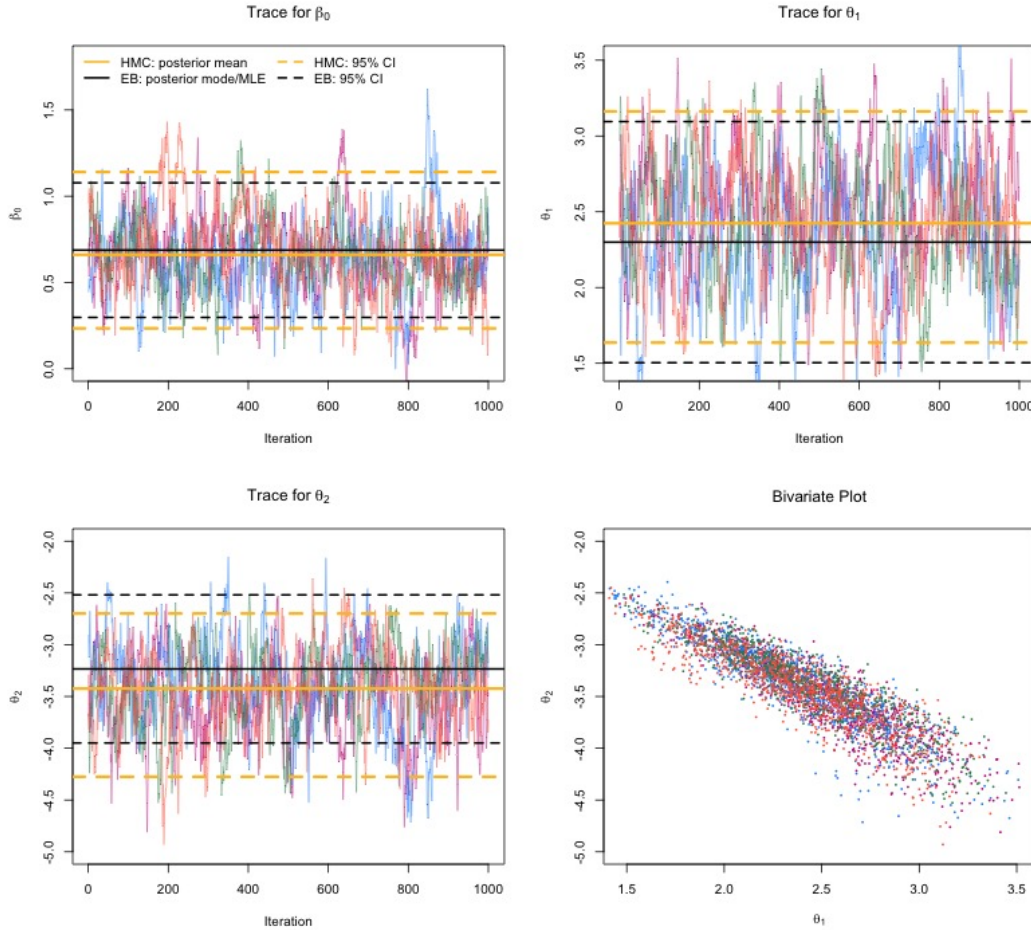 Trace for β0
HMC: posterior mean
EB: posterior mode/MLE
HMC: 95% CI
EB: 95% CI
β0
0.0 0.5 1.0 1.5
0 200 400 600 800 1000
Iteration
Trace for θ1
θ1
1.5 2.0 2.5 3.0 3.5
0 200 400 600 800 1000
Iteration
Trace for θ2
θ2
-5.0 -4.5 -4.0 -3.5 -3.0 -2.5 -2.0
0 200 400 600 800 1000
Iteration
Bivariate Plot
θ2
-5.0 -4.5 -4.0 -3.5 -3.0 -2.5 -2.0
1.5 2.0 2.5 3.0 3.5
θ1